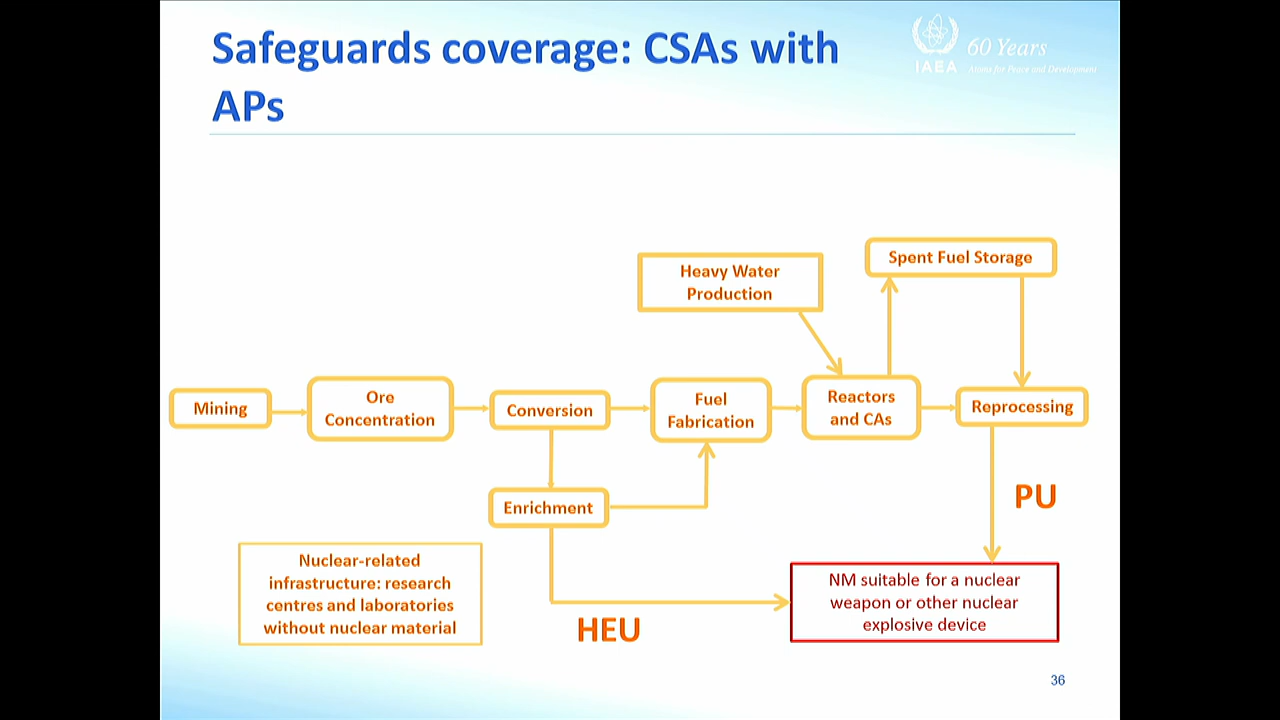 Safeguards coverage: CSAs with
APs
60 Years
IAEA
Atoms for Peace and Development
Spent Fuel Storage
Heavy Water
Production
Mining
Ore
Concentration
Conversion
Fuel
Fabrication
Reactors
and CAs
Reprocessing
Enrichment
PU
Nuclear-related
infrastructure: research
centres and laboratories
without nuclear material
HEU
NM suitable for a nuclear
weapon or other nuclear
explosive device
36